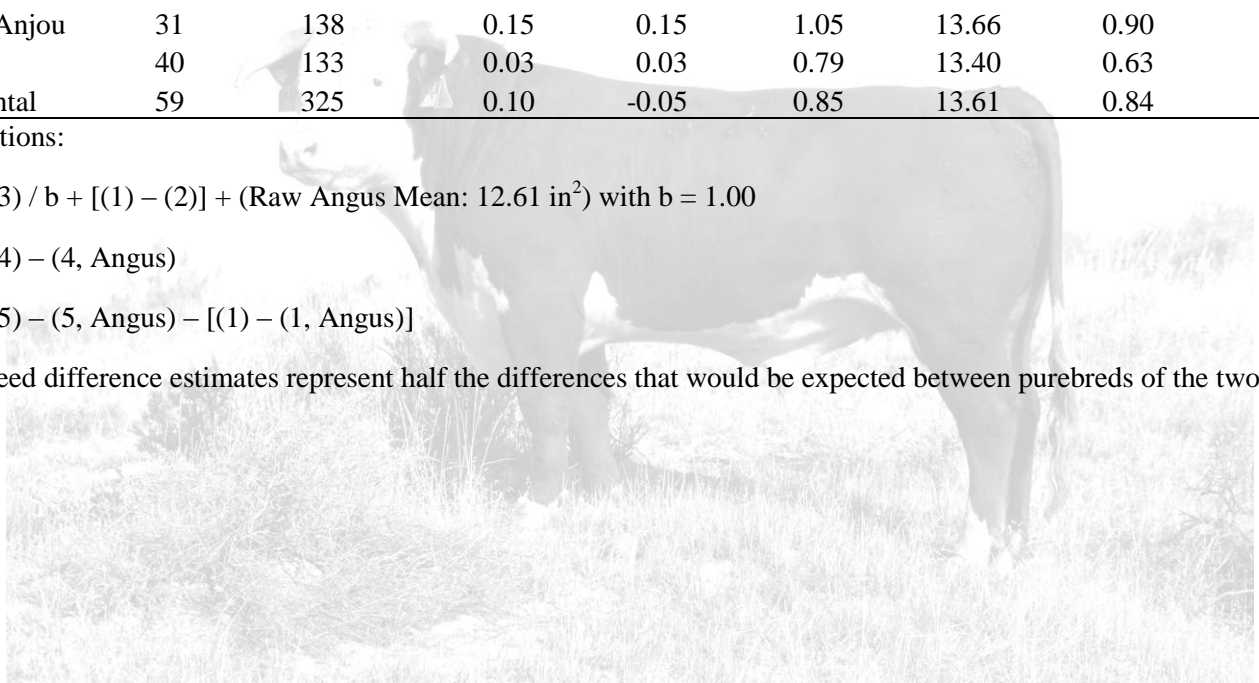 Anjou 31 138 0.15 0.15 1.05 13.66 0.90
40 133 0.03 0.03 0.79 13.40 0.63
ntal 59 325 0.10 -0.05 0.85 13.61 0.84
tions:
3) / b + [(1) – (2)] + (Raw Angus Mean: 12.61 in²) with b = 1.00
4) – (4, Angus)
5) – (5, Angus) – [(1) – (1, Angus)]
eed difference estimates represent half the differences that would be expected between purebreds of the two